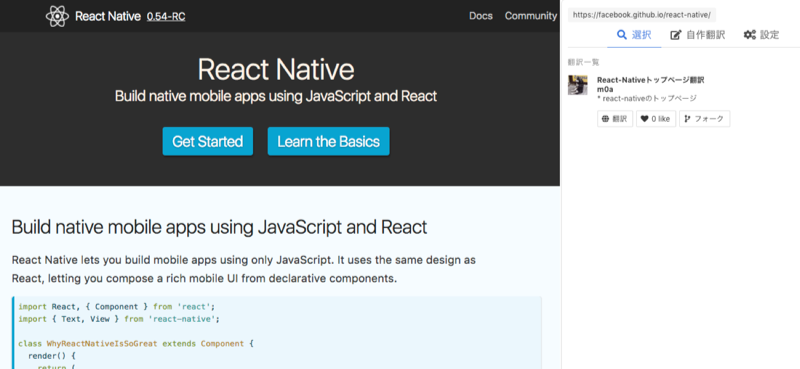 React Native 0.54-RC
Docs Community
React Native
Build native mobile apps using JavaScript and React
Get Started Learn the Basics
Build native mobile apps using JavaScript and React
React Native lets you build mobile apps using only JavaScript. It uses the same design as
React, letting you compose a rich mobile UI from declarative components.
import React, { Component } from 'react';
import { Text, View } from 'react-native';
class WhyReactNativeIsSoGreat extends Component {
render() {
return (
https://facebook.github.io/react-native/
選択 自作翻訳 設定
翻訳一覧
React-Nativeトップページ翻訳
m0a
* react-nativeのトップページ
翻訳 0 like フォーク